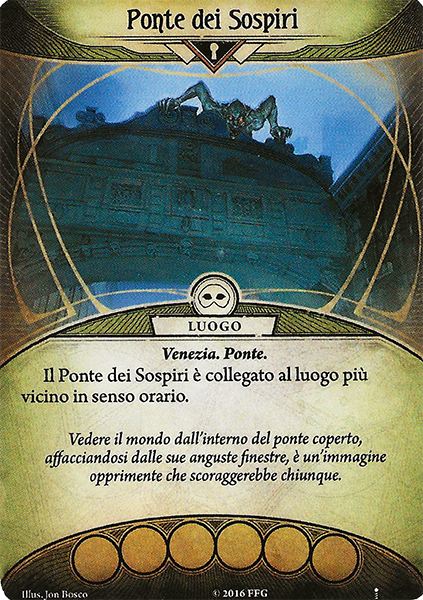 Ponte dei Sospiri
LUOGO
Venezia. Ponte.
Il Ponte dei Sospiri è collegato al luogo più
vicino in senso orario.
Vedere il mondo dall'interno del ponte coperto,
affacciandosi dalle sue anguste finestre, è un'immagine
opprimente che scoraggerebbe chiunque.
Illus. Jon Bosco
© 2016 FFG